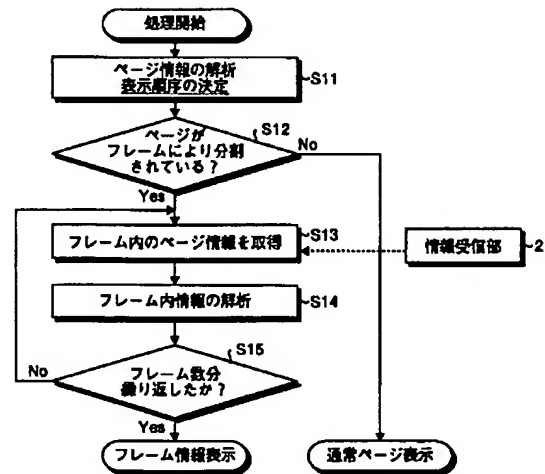 処理開始
ページ情報の解析
表示順序の決定
S11
ページが
フレームにより分割
されている？
S12
No
Yes
フレーム内のページ情報を取得
S13
情報受信部
2
フレーム内情報の解析
S14
フレーム数分
繰り返したか？
S15
No
Yes
フレーム情報表示
通常ページ表示